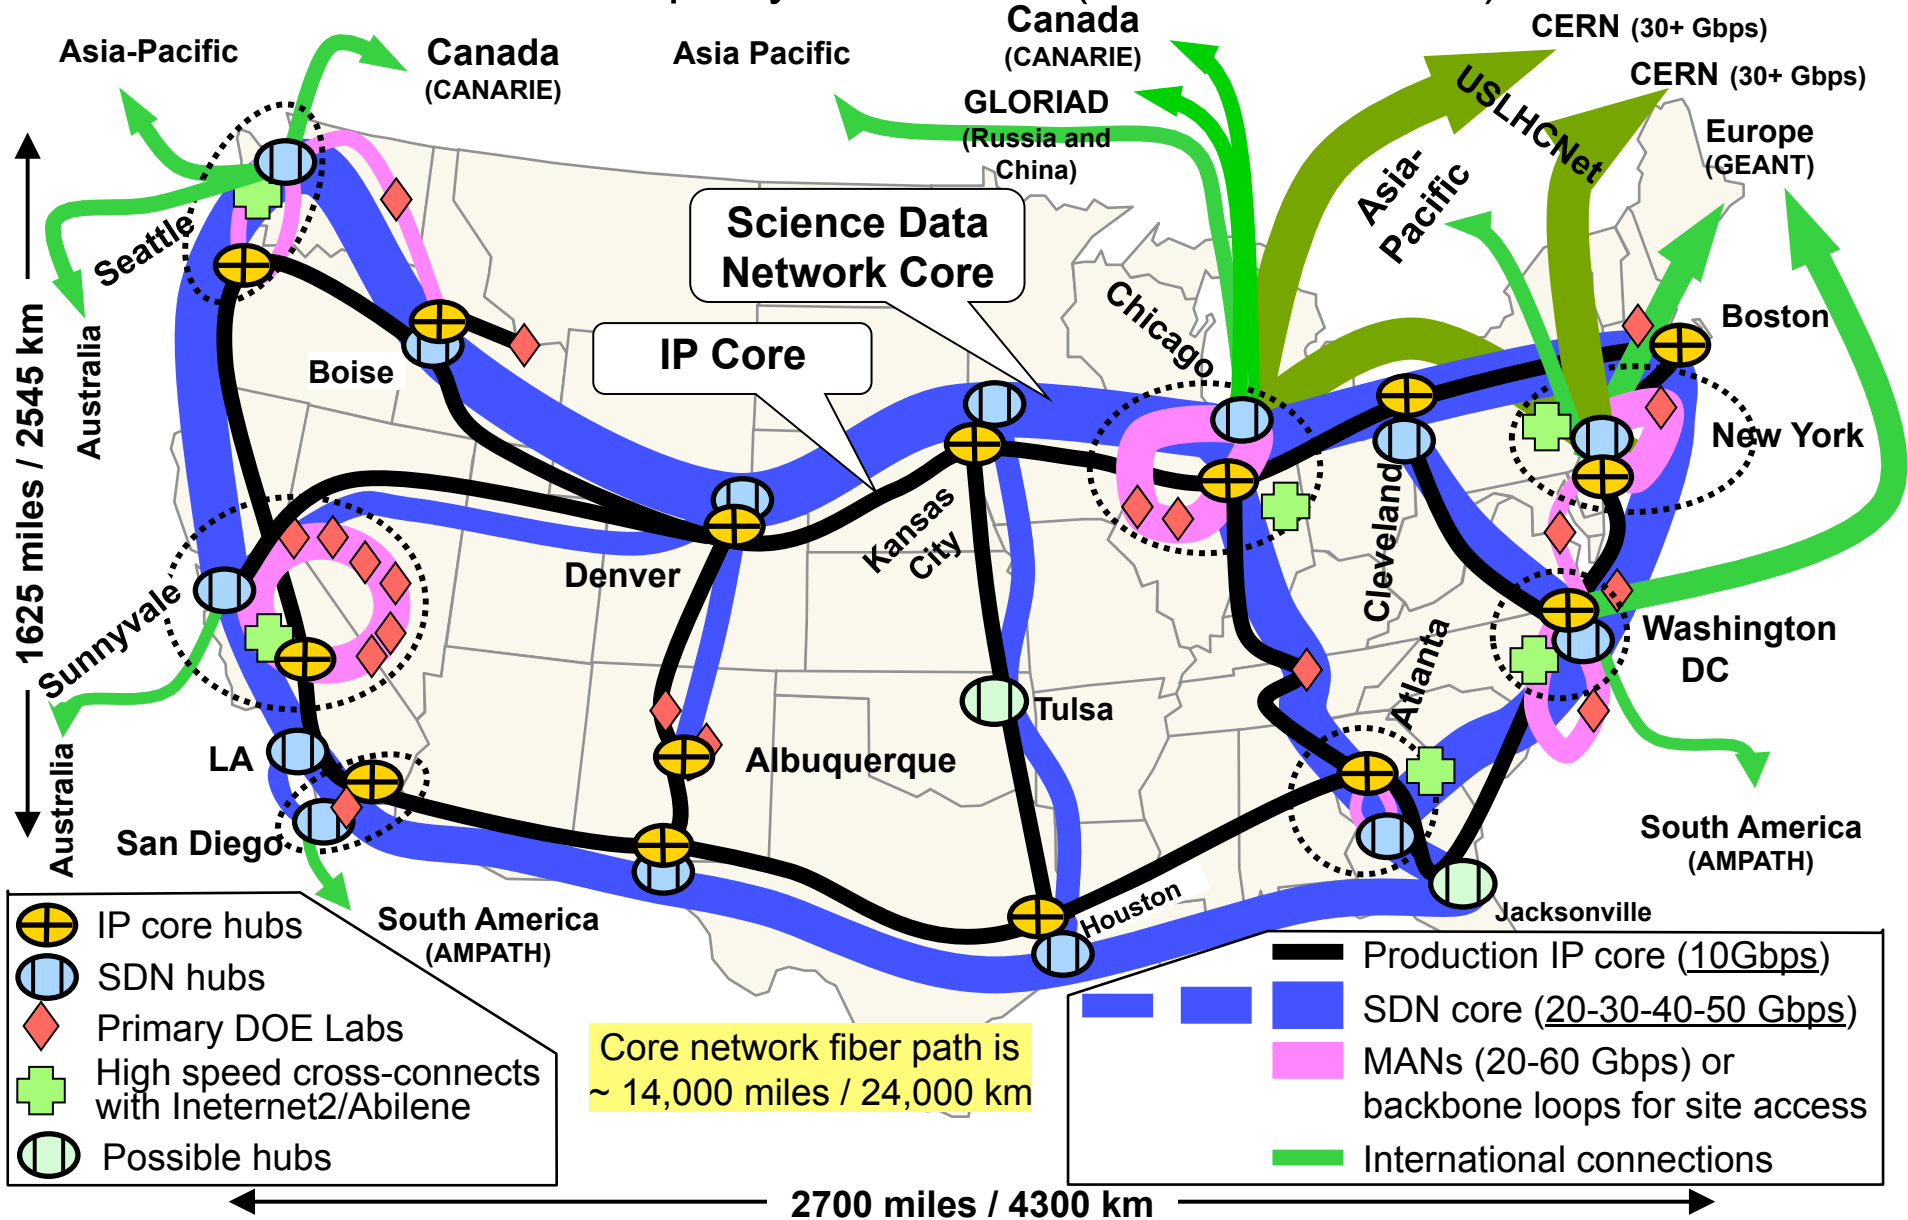 Canada
(CANARIE)
CERN (30+ Gbps)
Asia-Pacific
Canada
(CANARIE)
Asia Pacific
CERN (30+ Gbps)
GLORIAD
(Russia and
China)
USLHCNet
Europe
(GEANT)
Asia-
Pacific
Seattle
Science Data
Network Core
Chicago
Boston
1625 miles / 2545 km
Australia
Boise
IP Core
New York
Kansas
City
Cleveland
Denver
Sunnyvale
Washington
DC
Atlanta
Tulsa
LA
Albuquerque
Australia
San Diego
South America
(AMPATH)
Houston
Jacksonville
South America
(AMPATH)
IP core hubs
SDN hubs
Primary DOE Labs
High speed cross-connects
with Ineternet2/Abilene
Possible hubs
Core network fiber path is
~ 14,000 miles / 24,000 km
Production IP core (10Gbps)
SDN core (20-30-40-50 Gbps)
MANs (20-60 Gbps) or
backbone loops for site access
International connections
2700 miles / 4300 km